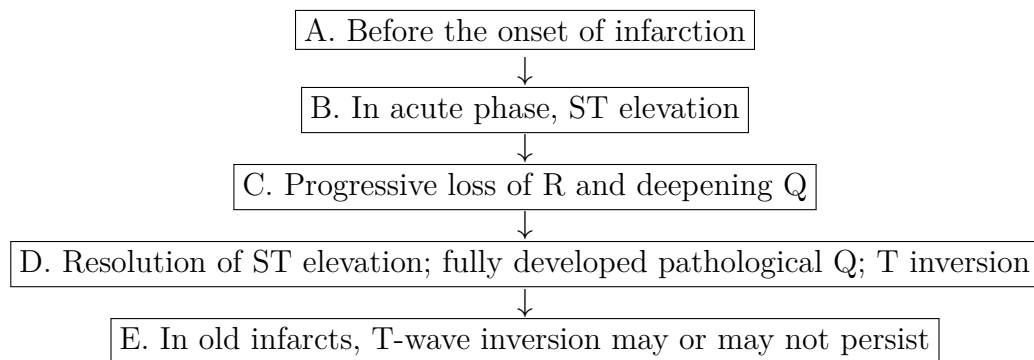 A. Before the onset of infarction
B. In acute phase, ST elevation
C. Progressive loss of R and deepening Q
D. Resolution of ST elevation; fully developed pathological Q; T inversion
E. In old infarcts, T-wave inversion may or may not persist